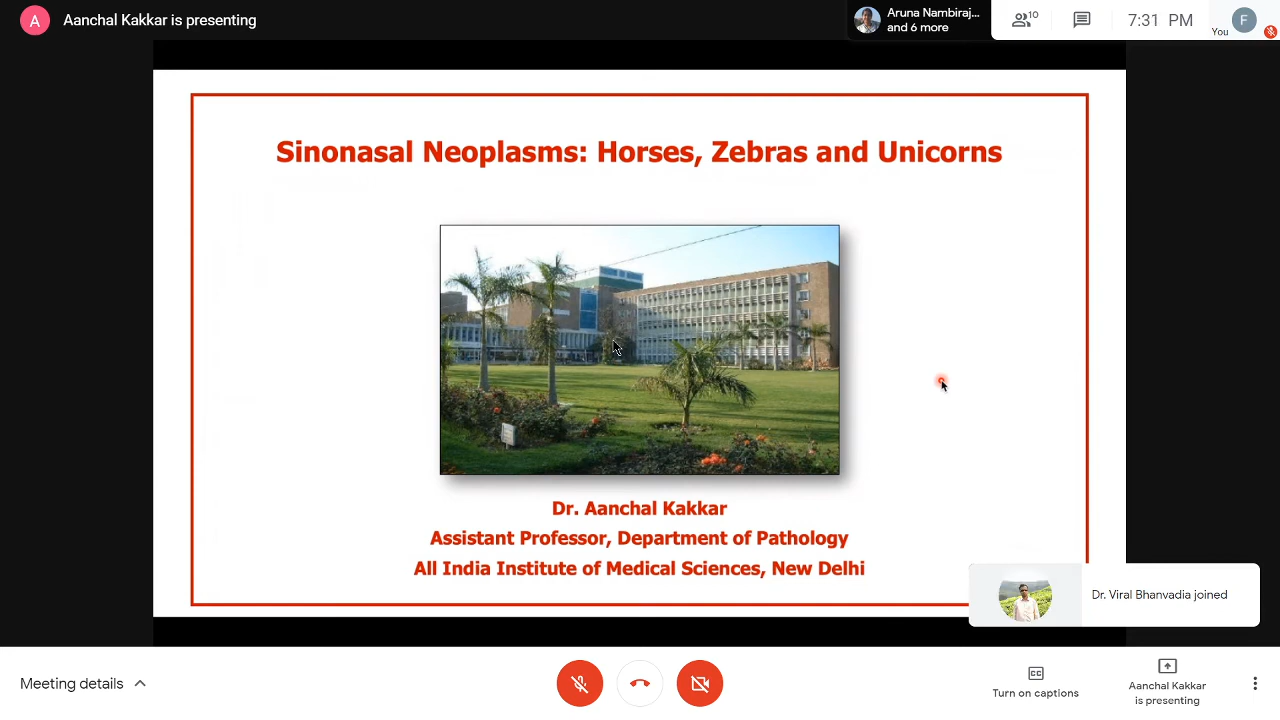 A
Aanchal Kakkar is presenting
Aruna Nambiraj...
and 6 more
10
7:31 PM
You
F
Sinonasal Neoplasms: Horses, Zebras and Unicorns
Dr. Aanchal Kakkar
Assistant Professor, Department of Pathology
All India Institute of Medical Sciences, New Delhi
Dr. Viral Bhanvadia joined
Meeting details
CC
Turn on captions
Aanchal Kakkar
is presenting